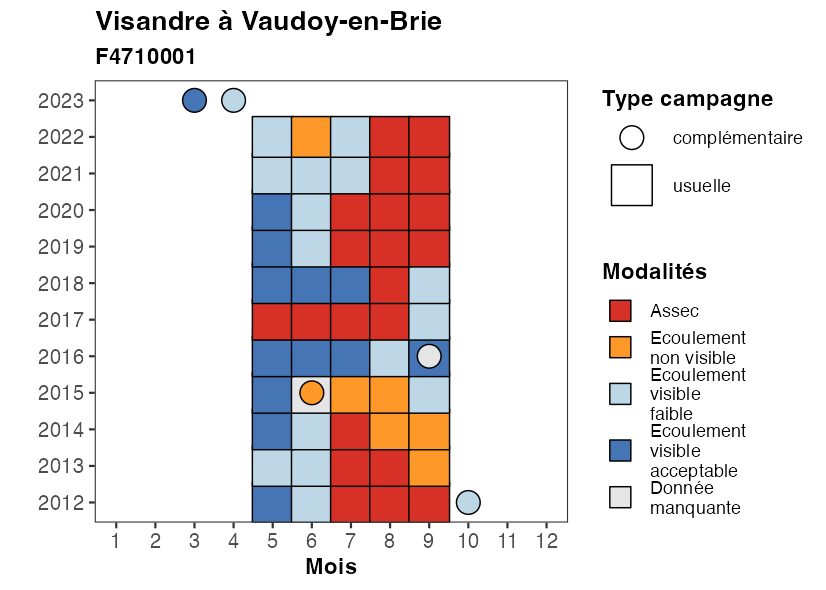 Visandre à Vaudoy-en-Brie
F4710001
2023
2022
2021
2020
2019
2018
2017
2016
2015
2014
2013
2012
1 2 3 4 5 6 7 8 9 10 11 12
Mois
Type campagne
complémentaire
usuelle
Modalités
Assec
Ecoulement
non visible
Ecoulement
visible
faible
Ecoulement
visible
acceptable
Donnée
manquante